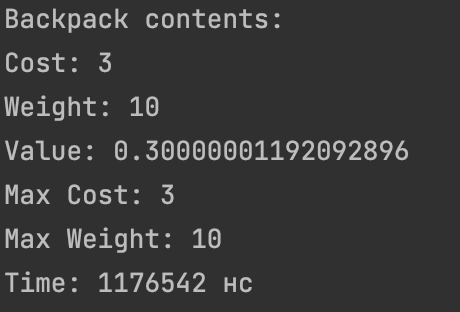 Backpack contents:
Cost: 3
Weight: 10
Value: 0.30000001192092896
Max Cost: 3
Max Weight: 10
Time: 1176542 нс